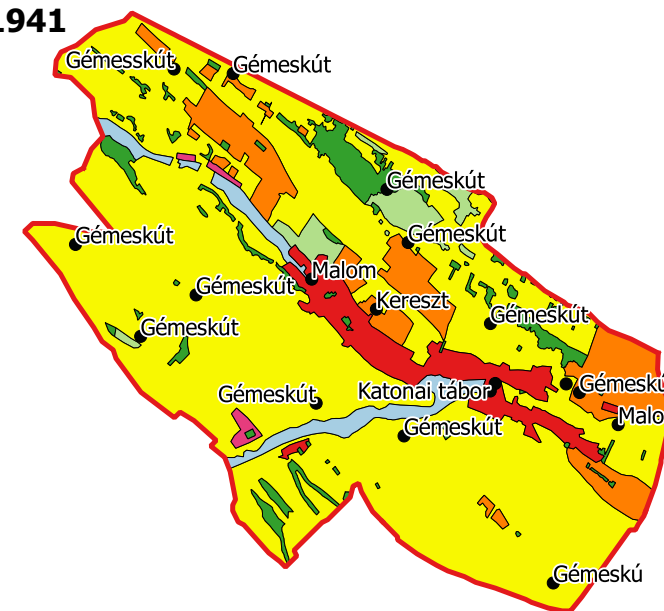 1941
Gémesskút
Gémeskút
Gémeskút
Gémeskút
Gémeskút
Malom
Gémeskút
Kereszt
Gémeskút
Gémeskút
Gémeskú
Gémeskút
Katonai tábor
Malo
Gémeskút
Gémeskú